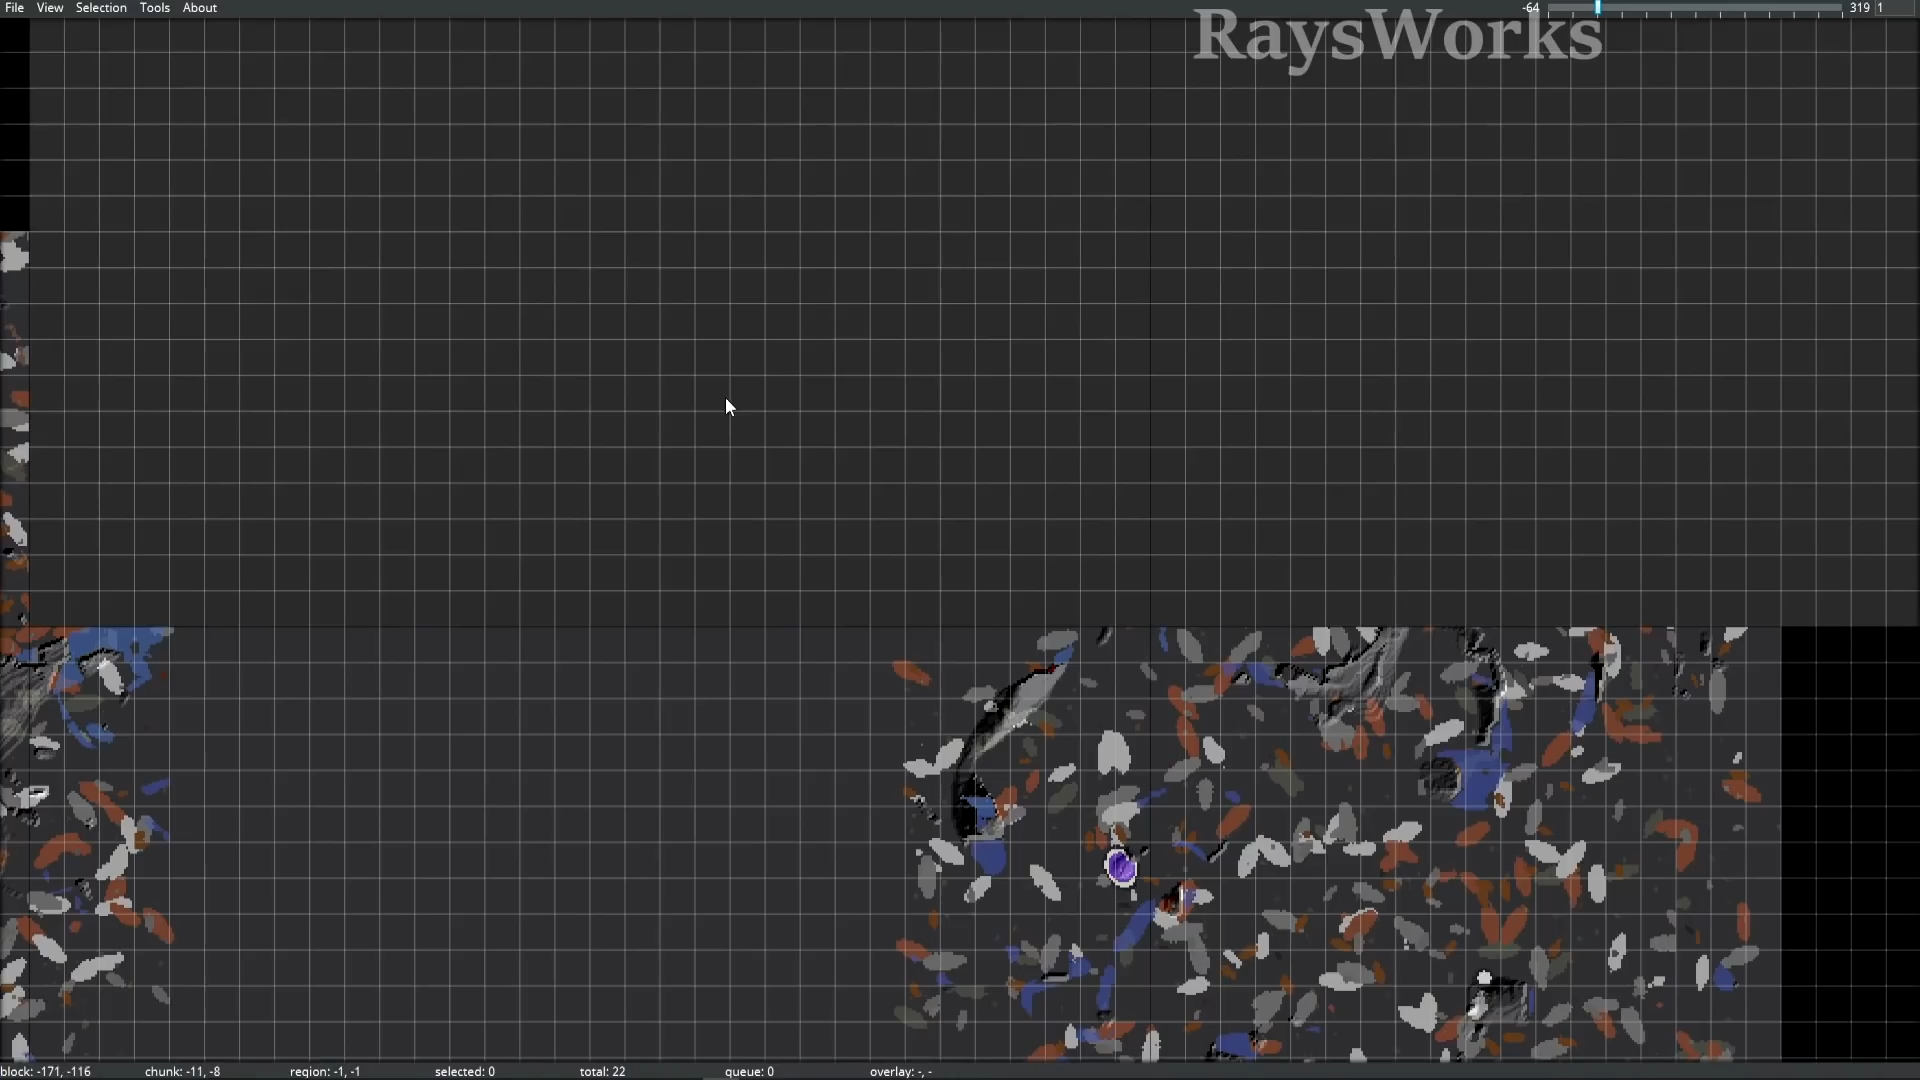 File View Selection Tools About
-64 319 1
RaysWorks
block: -171, -116 chunk: -11, -8 region: -1, -1 selected: 0 total: 22 queue: 0 overlay: -, -